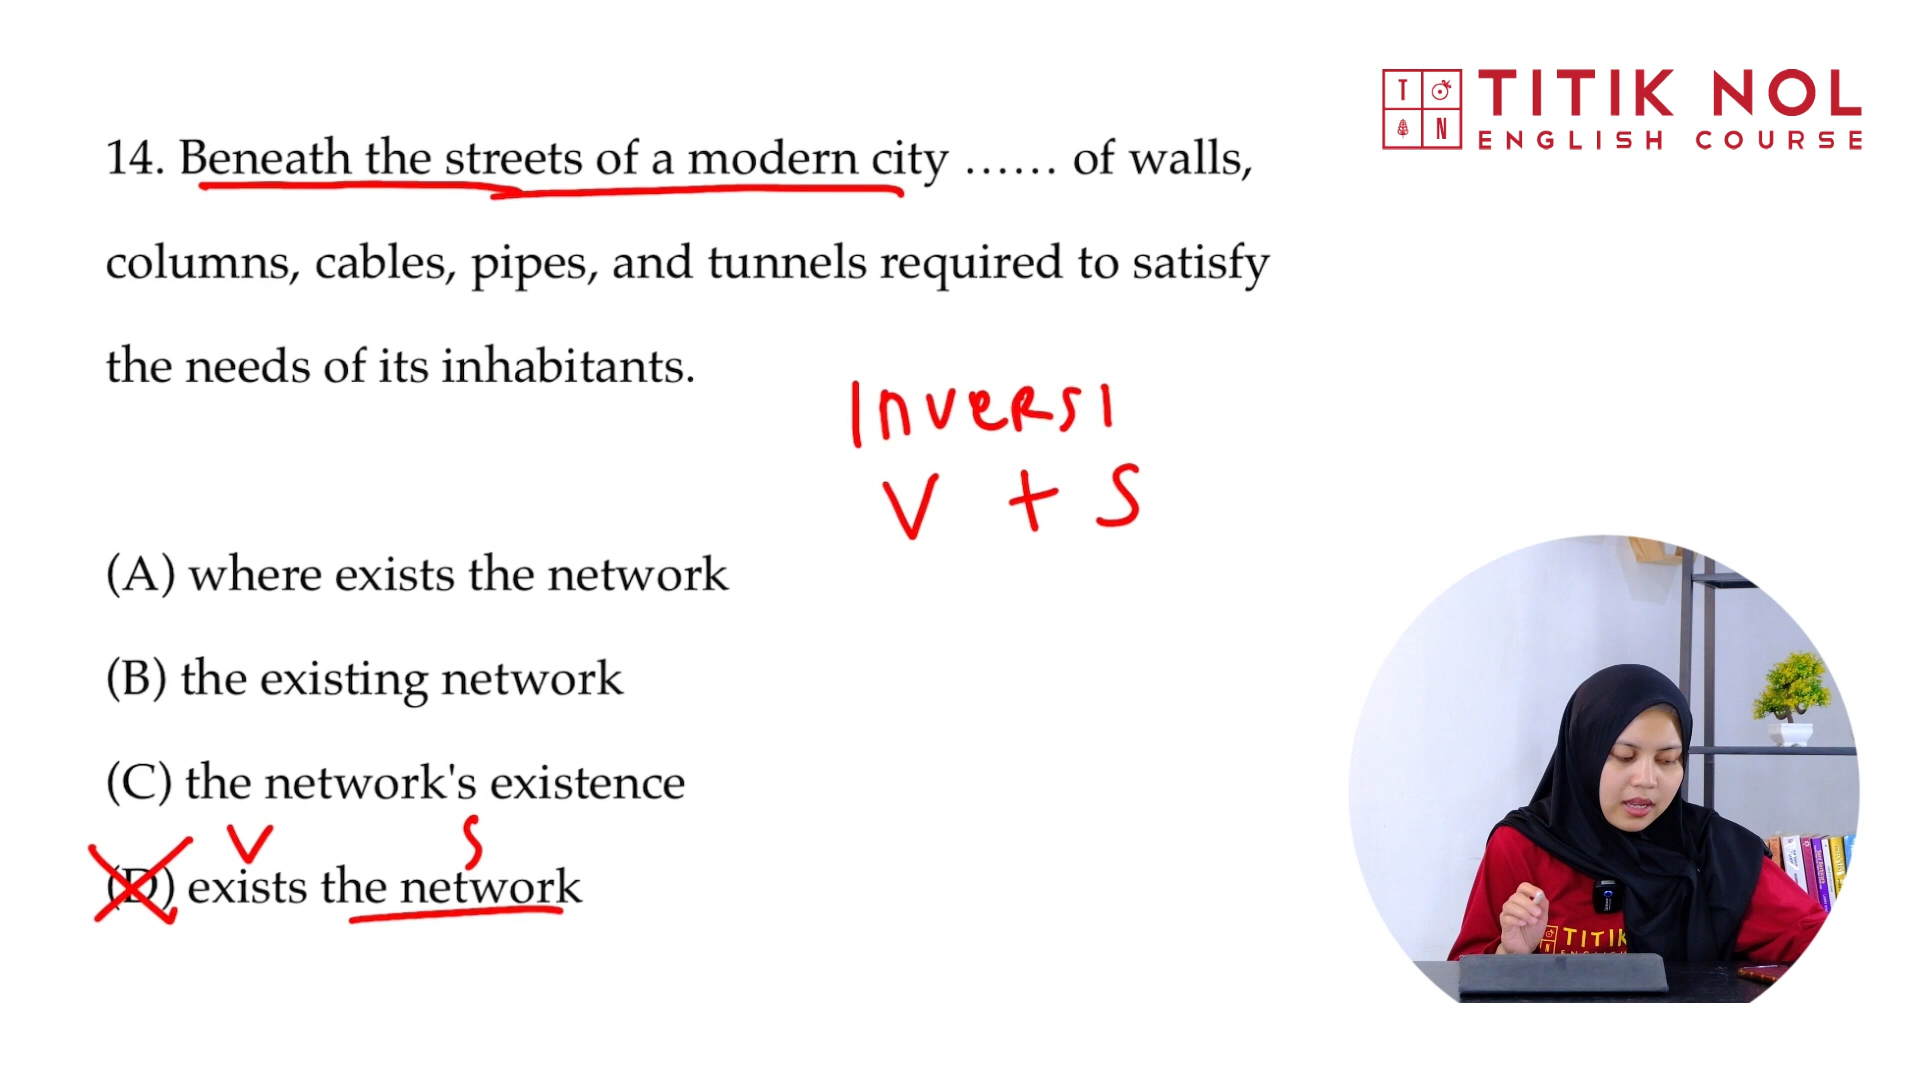 TITIK NOL
ENGLISH COURSE
T
N
14. Beneath the streets of a modern city ...... of walls,
columns, cables, pipes, and tunnels required to satisfy
the needs of its inhabitants.
INVERSI
V + S
(A) where exists the network
(B) the existing network
(C) the network's existence
V S
(D) exists the network
TITIK